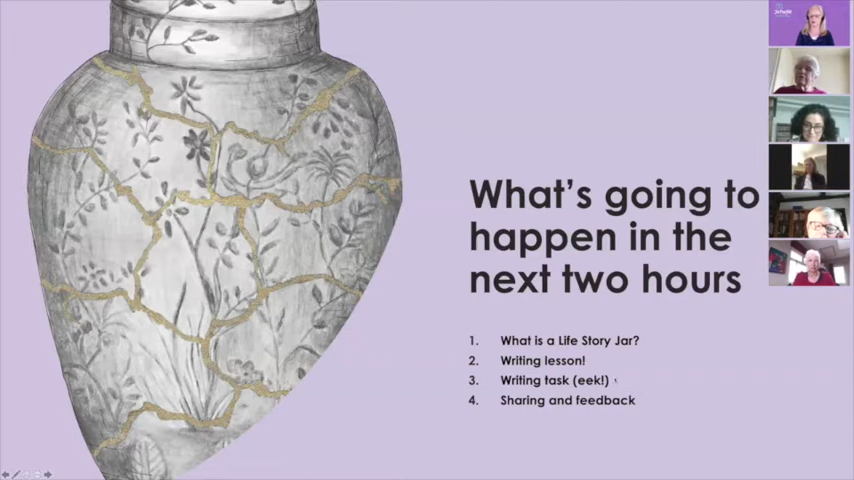 What's going to
happen in the
next two hours
1. What is a Life Story Jar?
2. Writing lesson!
3. Writing task (eek!)
4. Sharing and feedback